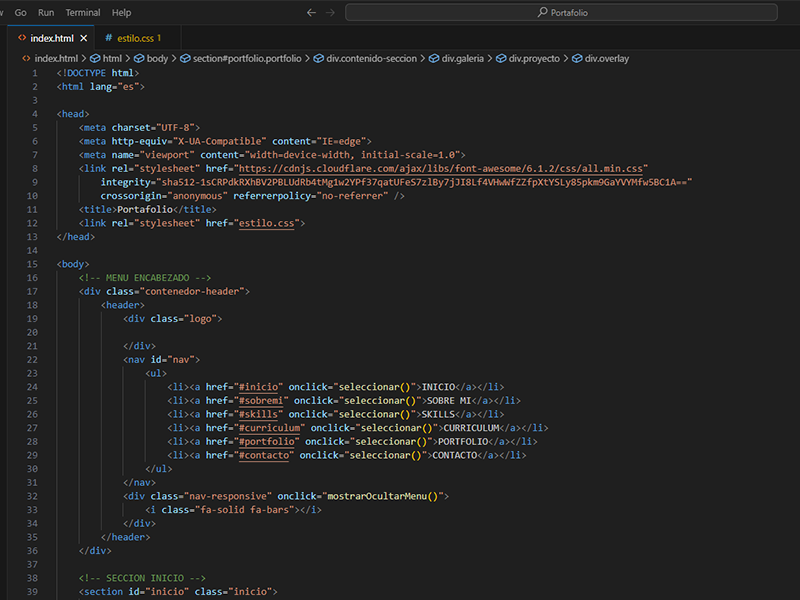 Go Run Terminal Help ← → Portafolio
index.html × # estilo.css 1
index.html > html > body > section#portfolio.portfolio > div.contenido-seccion > div.galeria > div.proyecto > div.overlay
1 <!DOCTYPE html>
2 <html lang="es">
3
4 <head>
5 <meta charset="UTF-8">
6 <meta http-equiv="X-UA-Compatible" content="IE=edge">
7 <meta name="viewport" content="width=device-width, initial-scale=1.0">
8 <link rel="stylesheet" href="https://cdnjs.cloudflare.com/ajax/libs/font-awesome/6.1.2/css/all.min.css"
9 integrity="sha512-1sCRPdkRXhBV2PBLUdRb4tMg1w2YPf37qatUFeS7zlBy7jJI8Lf4VHwWfZZfpXtYSLy85pkm9GaYVYMfw5BC1A=="
10 crossorigin="anonymous" referrerpolicy="no-referrer" />
11 <title>Portafolio</title>
12 <link rel="stylesheet" href="estilo.css">
13 </head>
14
15 <body>
16 <!-- MENU ENCABEZADO -->
17 <div class="contenedor-header">
18 <header>
19 <div class="logo">
20
21 </div>
22 <nav id="nav">
23 <ul>
24 <li><a href="#inicio" onclick="seleccionar()">INICIO</a></li>
25 <li><a href="#sobremi" onclick="seleccionar()">SOBRE MI</a></li>
26 <li><a href="#skills" onclick="seleccionar()">SKILLS</a></li>
27 <li><a href="#curriculum" onclick="seleccionar()">CURRICULUM</a></li>
28 <li><a href="#portfolio" onclick="seleccionar()">PORTFOLIO</a></li>
29 <li><a href="#contacto" onclick="seleccionar()">CONTACTO</a></li>
30 </ul>
31 </nav>
32 <div class="nav-responsive" onclick="mostrarOcultarMenu()">
33 <i class="fa-solid fa-bars"></i>
34 </div>
35 </header>
36 </div>
37
38 <!-- SECCION INICIO -->
39 <section id="inicio" class="inicio">